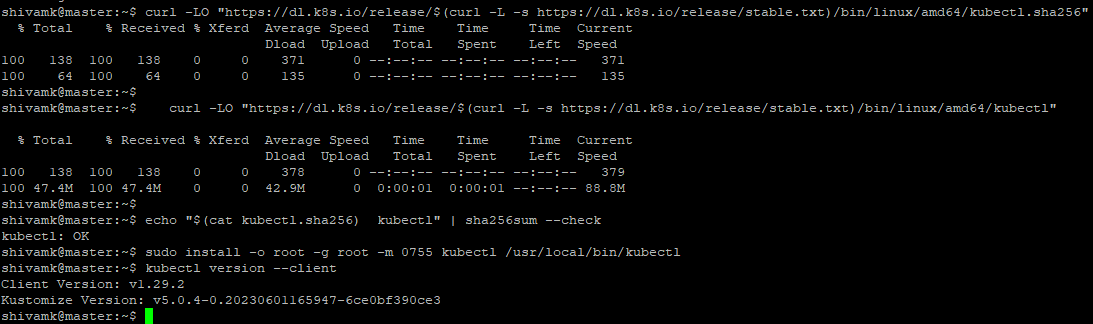 shivamk@master:~$ curl -LO "https://dl.k8s.io/release/$(curl -L -s https://dl.k8s.io/release/stable.txt)/bin/linux/amd64/kubectl.sha256"
  % Total    % Received % Xferd  Average Speed   Time    Time     Time  Current
                                 Dload  Upload   Total   Spent    Left  Speed
100   138  100   138    0     0    371      0 --:--:-- --:--:-- --:--:--   371
100    64  100    64    0     0    135      0 --:--:-- --:--:-- --:--:--   135
shivamk@master:~$
shivamk@master:~$    curl -LO "https://dl.k8s.io/release/$(curl -L -s https://dl.k8s.io/release/stable.txt)/bin/linux/amd64/kubectl"
  % Total    % Received % Xferd  Average Speed   Time    Time     Time  Current
                                 Dload  Upload   Total   Spent    Left  Speed
100   138  100   138    0     0    378      0 --:--:-- --:--:-- --:--:--   379
100 47.4M  100 47.4M    0     0  42.9M      0  0:00:01  0:00:01 --:--:-- 88.8M
shivamk@master:~$
shivamk@master:~$ echo "$(cat kubectl.sha256)  kubectl" | sha256sum --check
kubectl: OK
shivamk@master:~$ sudo install -o root -g root -m 0755 kubectl /usr/local/bin/kubectl
shivamk@master:~$ kubectl version --client
Client Version: v1.29.2
Kustomize Version: v5.0.4-0.20230601165947-6ce0bf390ce3
shivamk@master:~$